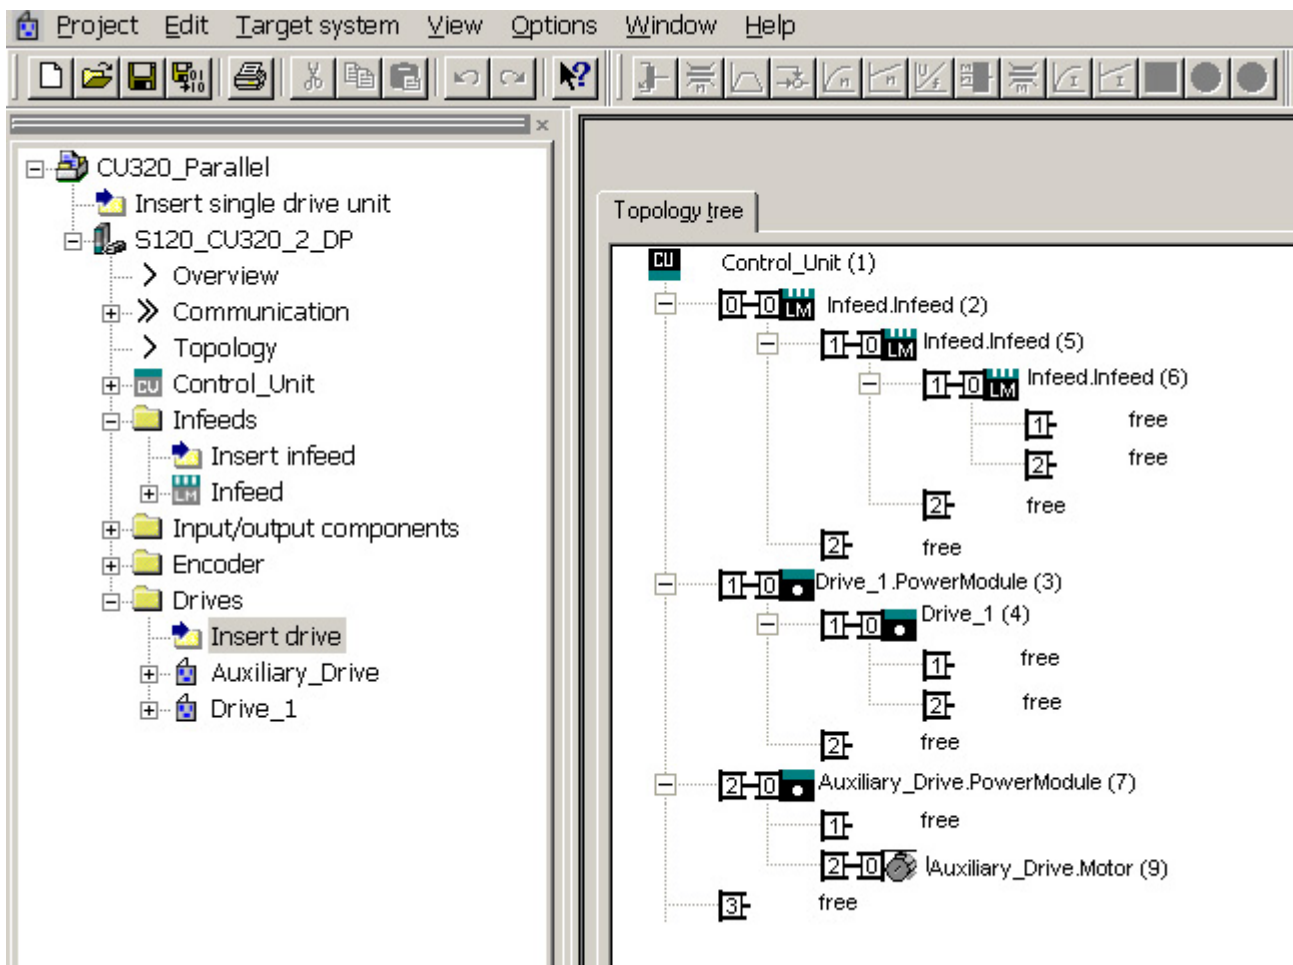 Project Edit Target system View Options Window Help
CU320_Parallel
Insert single drive unit
S120_CU320_2_DP
Overview
Communication
Topology
CU Control_Unit
Infeeds
Insert infeed
LM Infeed
Input/output components
Encoder
Drives
Insert drive
Auxiliary_Drive
Drive_1
Topology tree
CU Control_Unit (1)
0 0 LM Infeed.Infeed (2)
1 0 LM Infeed.Infeed (5)
1 0 LM Infeed.Infeed (6)
1 free
2 free
2 free
2 free
1 0 Drive_1.PowerModule (3)
1 0 Drive_1 (4)
1 free
2 free
2 free
2 0 Auxiliary_Drive.PowerModule (7)
1 free
2 0 Auxiliary_Drive.Motor (9)
3 free